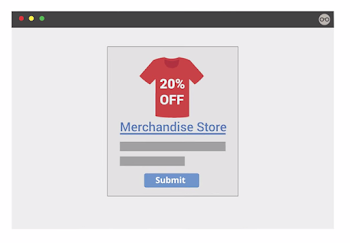 20%
OFF
Merchandise Store
Submit